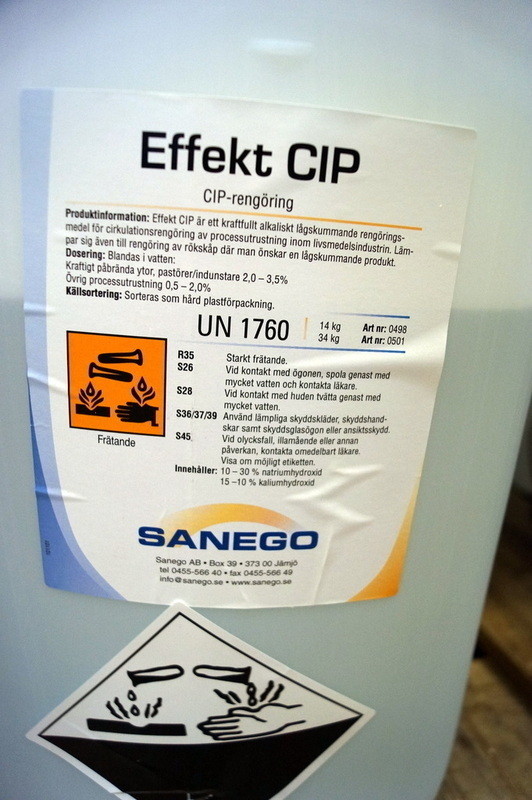 Effekt CIP
CIP-rengöring
Produktinformation: Effekt CIP är ett kraftfullt alkaliskt lågskummande rengörings-
medel för cirkulationsrengöring av processutrustning inom livsmedelsindustrin. Läm-
par sig även till rengöring av rökskåp där man önskar en lågskummande produkt.
Dosering: Blandas i vatten:
Kraftigt påbrända ytor, pastörer/indunstare 2,0 – 3,5%
Övrig processutrustning 0,5 – 2,0%
Källsortering: Sorteras som hård plastförpackning.
UN 1760
14 kg Art nr: 0498
34 kg Art nr: 0501
Frätande
R35 Starkt frätande.
S26 Vid kontakt med ögonen, spola genast med
mycket vatten och kontakta läkare.
S28 Vid kontakt med huden tvätta genast med
mycket vatten.
S36/37/39 Använd lämpliga skyddskläder, skyddshand-
skar samt skyddsglasögon eller ansiktsskydd.
S45 Vid olycksfall, illamående eller annan
påverkan, kontakta omedelbart läkare.
Visa om möjligt etiketten.
Innehåller: 10 – 30 % natriumhydroxid
15 –10 % kaliumhydroxid
SANEGO
Sanego AB • Box 39 • 373 00 Jämjö
tel 0455-566 40 • fax 0455-566 49
info@sanego.se • www.sanego.se